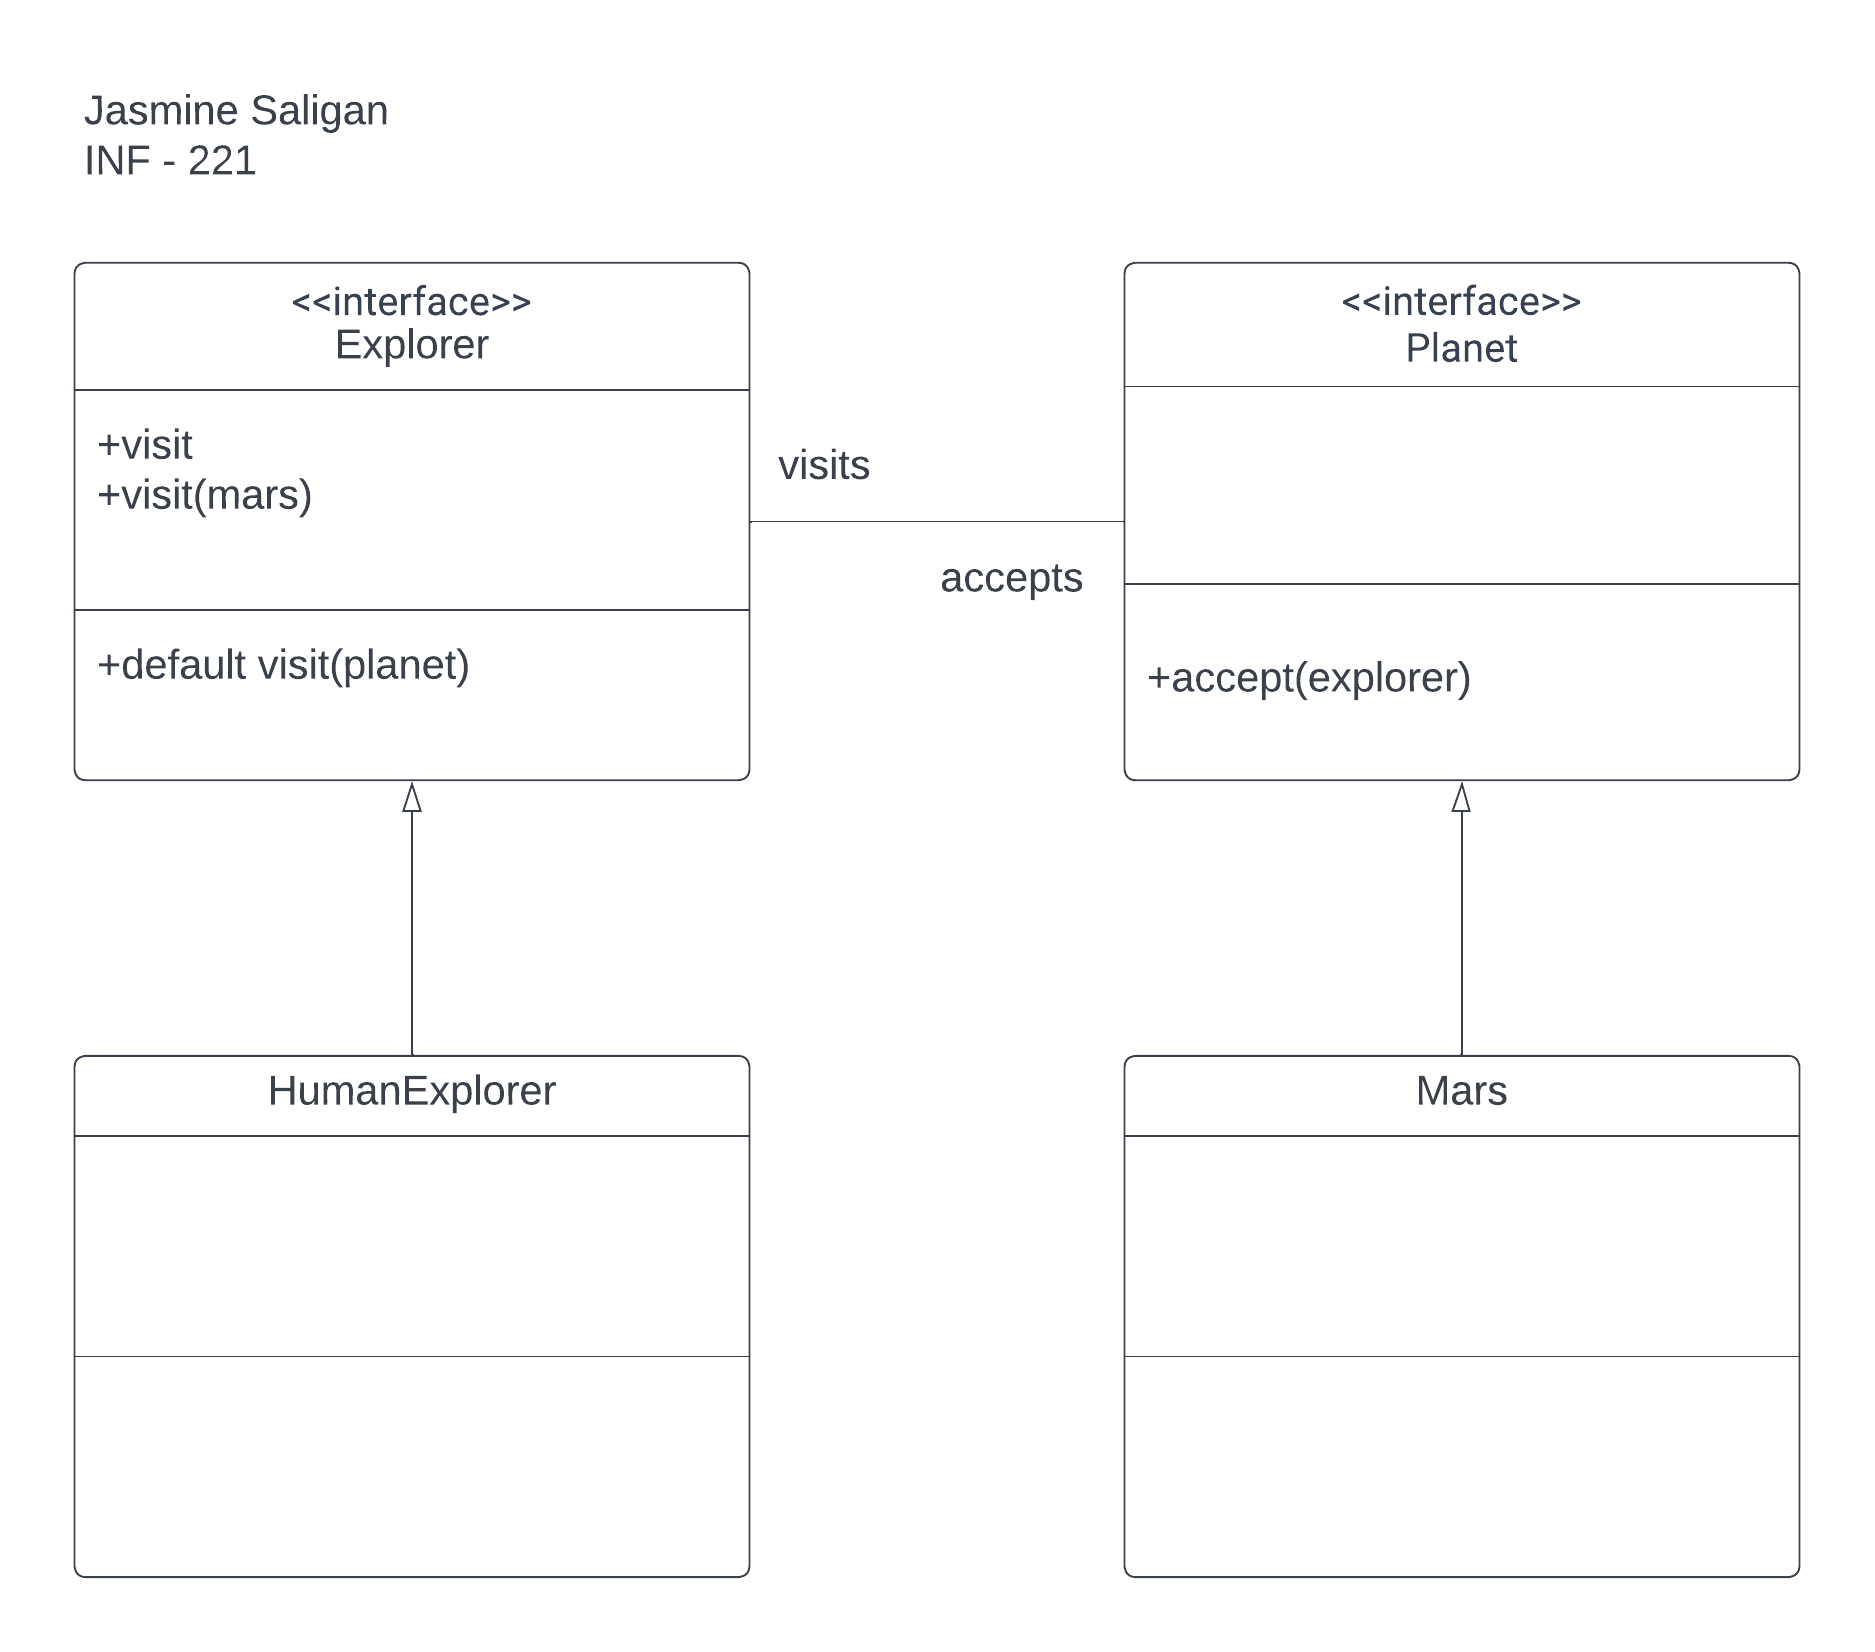 Jasmine Saligan
INF - 221
<<interface>>
Explorer
+visit
+visit(mars)
+default visit(planet)
visits
accepts
<<interface>>
Planet
+accept(explorer)
HumanExplorer
Mars